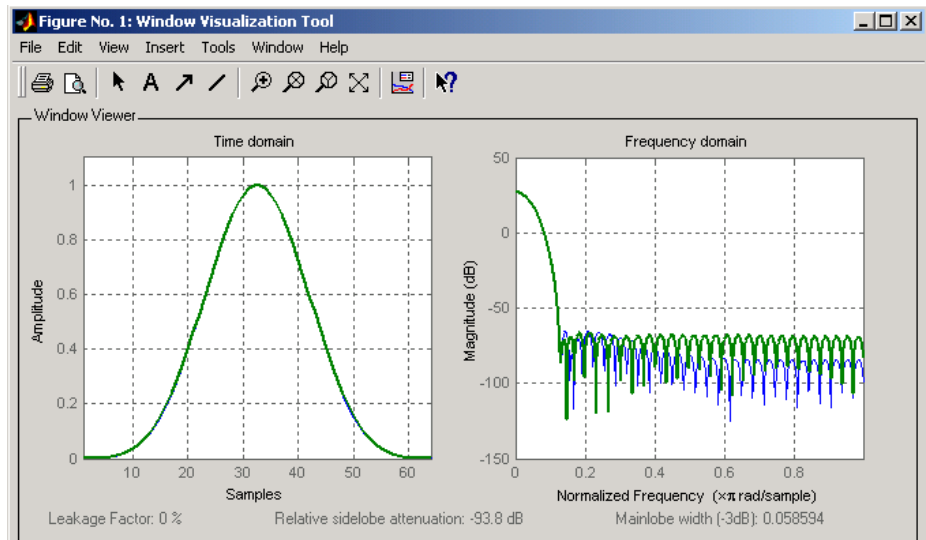 Figure No. 1: Window Visualization Tool
File Edit View Insert Tools Window Help
A
Window Viewer
Time domain
Amplitude
1
0.8
0.6
0.4
0.2
0
10 20 30 40 50 60
Samples
Frequency domain
Magnitude (dB)
50
0
-50
-100
-150
0 0.2 0.4 0.6 0.8
Normalized Frequency (×π rad/sample)
Leakage Factor: 0 % Relative sidelobe attenuation: -93.8 dB Mainlobe width (-3dB): 0.058594